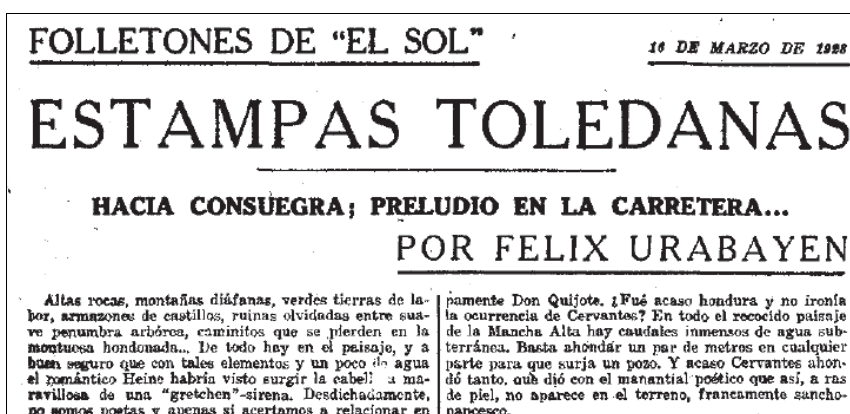 FOLLETONES DE "EL SOL"
16 DE MARZO DE 1928
ESTAMPAS TOLEDANAS
HACIA CONSUEGRA; PRELUDIO EN LA CARRETERA...
POR FELIX URABAYEN
Altas rocas, montañas diáfanas, verdes tierras de la-
bor, armazones de castillos, ruinas olvidadas entre sua-
ve penumbra arbórea, caminitos que se pierden en la
montuosa hondonada... De todo hay en el paisaje, y a
buen seguro que con tales elementos y un poco de agua
el romántico Heine habría visto surgir la cabell a ma-
ravillosa de una "gretchen"-sirena. Desdichadamente,
no somos poetas y apenas si acertamos a relacionar en
pamente Don Quijote. ¿Fué acaso hondura y no ironía
la ocurrencia de Cervantes? En todo el recocido paisaje
de la Mancha Alta hay caudales inmensos de agua sub-
terránea. Basta ahondar un par de metros en cualquier
parte para que surja un pozo. Y acaso Cervantes ahon-
dó tanto, que dió con el manantial poético que así, a ras
de piel, no aparece en el terreno, francamente sancho-
pancesco.